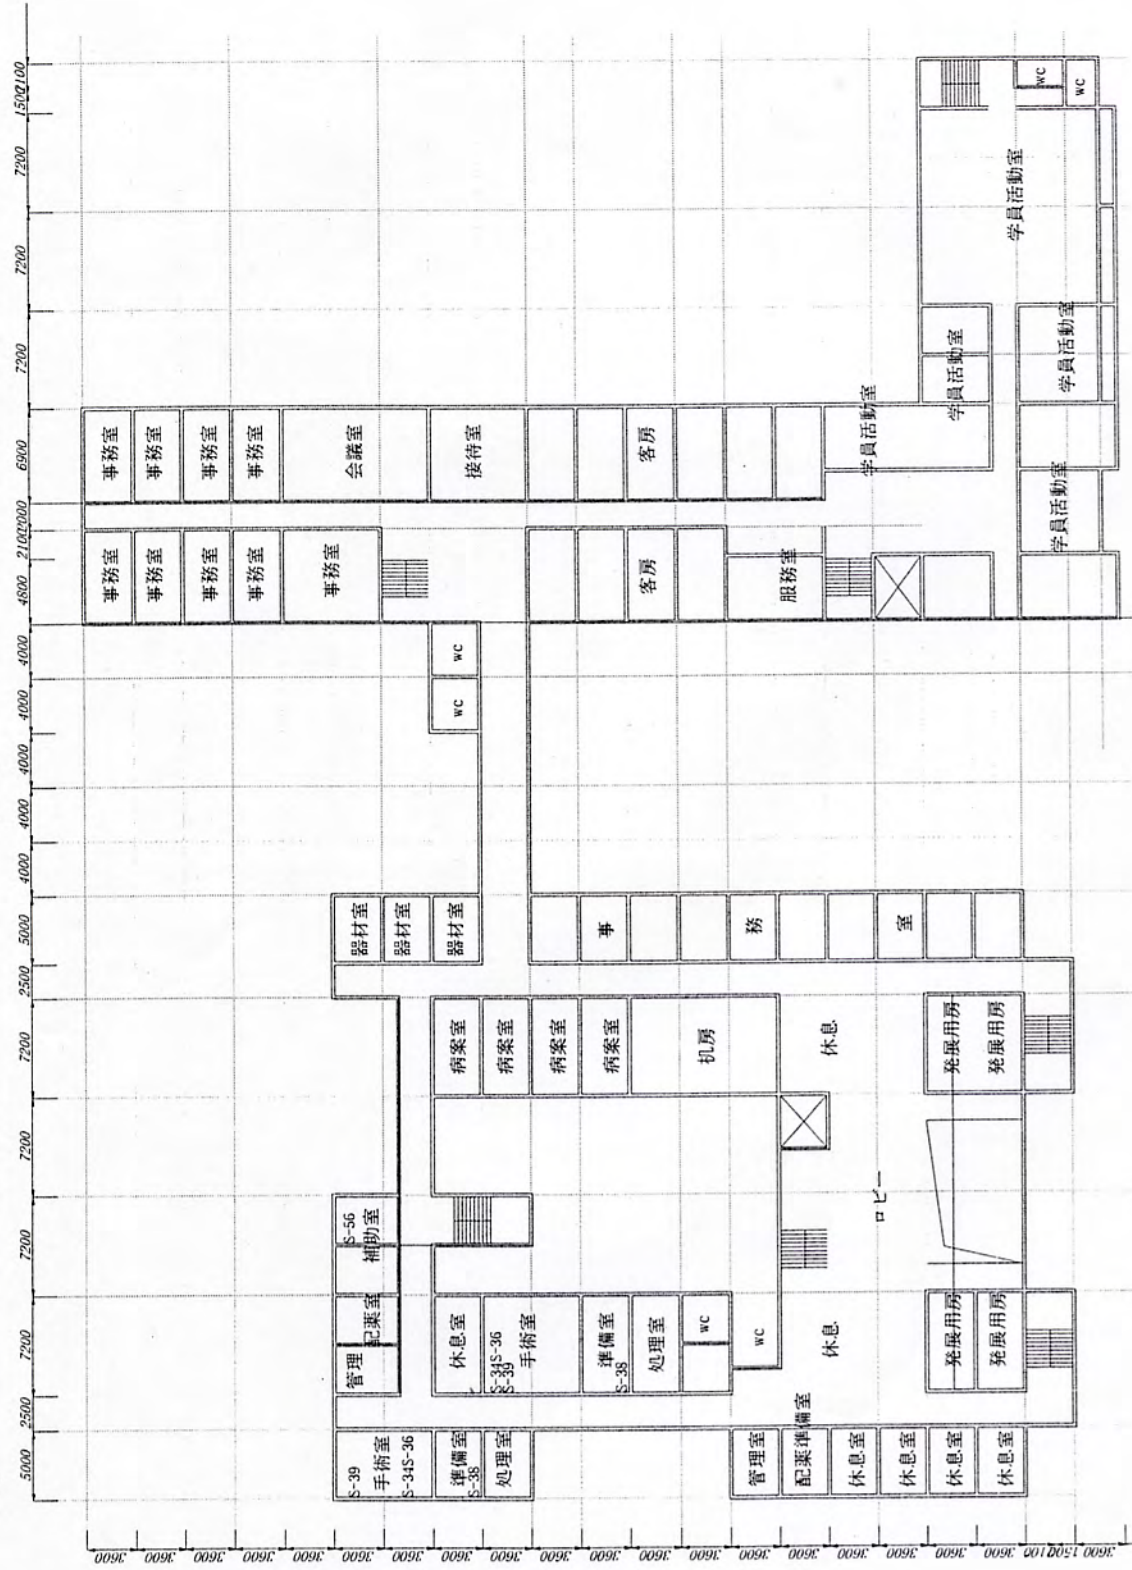 5000 2500 7200 7200 7200 7200 2500 5000 4000 4000 4000 4000 4000 4800 2100 2000 6900 7200 7200 7200 1500 2100
事務室
事務室
事務室
事務室
事務室
事務室
事務室
事務室
事務室
会議室
S-39
手術室
S-34S-36
管理
配薬室
S-56
補助室
器材室
器材室
器材室
準備室
S-38
処理室
休息室
S-34S-36
S-39
手術室
準備室
S-38
処理室
wc
wc
病案室
病案室
病案室
病案室
机房
wc
wc
接待室
客房
客房
服務室
事
務
室
管理室
配薬準備室
休息室
休息室
休息室
休息室
休息
ロビー
休息
発展用房
発展用房
発展用房
発展用房
学員活動室
学員活動室
学員活動室
学員活動室
学員活動室
wc
wc
3600 3600 3600 3600 3600 3600 3600 3600 3600 3600 3600 3600 3600 3600 3600 3600 3600 3600 3600 2100 1500 3600